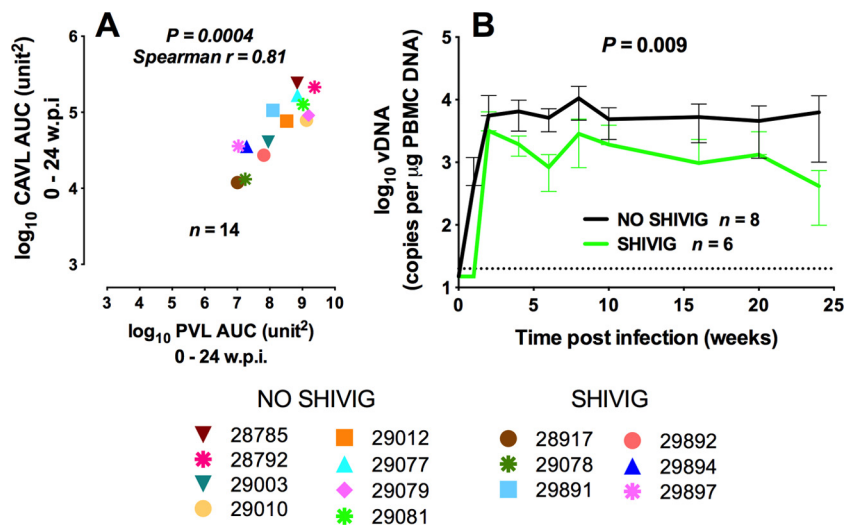 A
P = 0.0004
Spearman r = 0.81
log10 CAVL AUC (unit2)
0 - 24 w.p.i
6
5
4
3
n = 14
3 3 4 5 6 7 8 9 10
log10 PVL AUC (unit2)
0 - 24 w.p.i.
B
P = 0.009
log10 vDNA
(copies per µg PBMC DNA)
5
4
3
2
1
NO SHIVIG n = 8
SHIVIG n = 6
0 5 10 15 20 25
Time post infection (weeks)
NO SHIVIG
28785
28792
29003
29010
29012
29077
29079
29081
SHIVIG
28917
29078
29891
29892
29894
29897